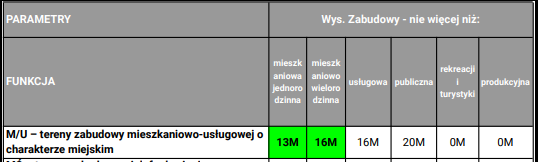 PARAMETRY
Wys. Zabudowy - nie więcej niż:
FUNKCJA
mieszk
aniowa
jednoro
dzinna
mieszk
aniowo
wieloro
dzinna
usługowa
publiczna
rekreacji
i
turystyki
produkcyjna
M/U – tereny zabudowy mieszkaniowo-usługowej o
charakterze miejskim
13M
16M
16M
20M
0M
0M